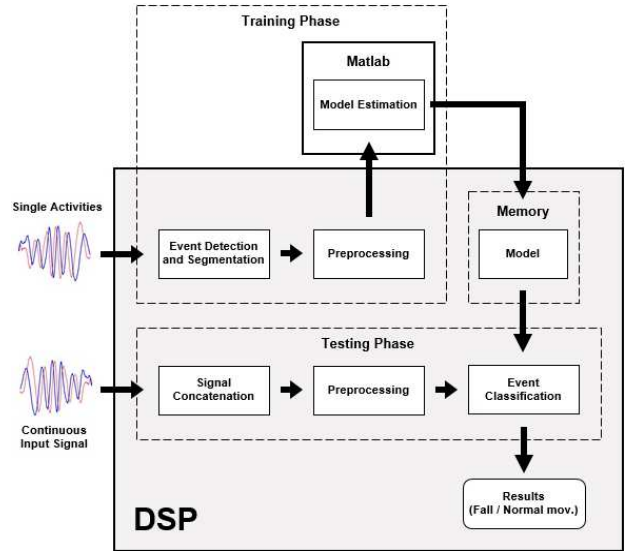 Training Phase
Matlab
Model Estimation
Single Activities
Event Detection
and Segmentation
Preprocessing
Memory
Model
Testing Phase
Signal
Concatenation
Preprocessing
Event
Classification
Continuous
Input Signal
Results
(Fall / Normal mov.)
DSP